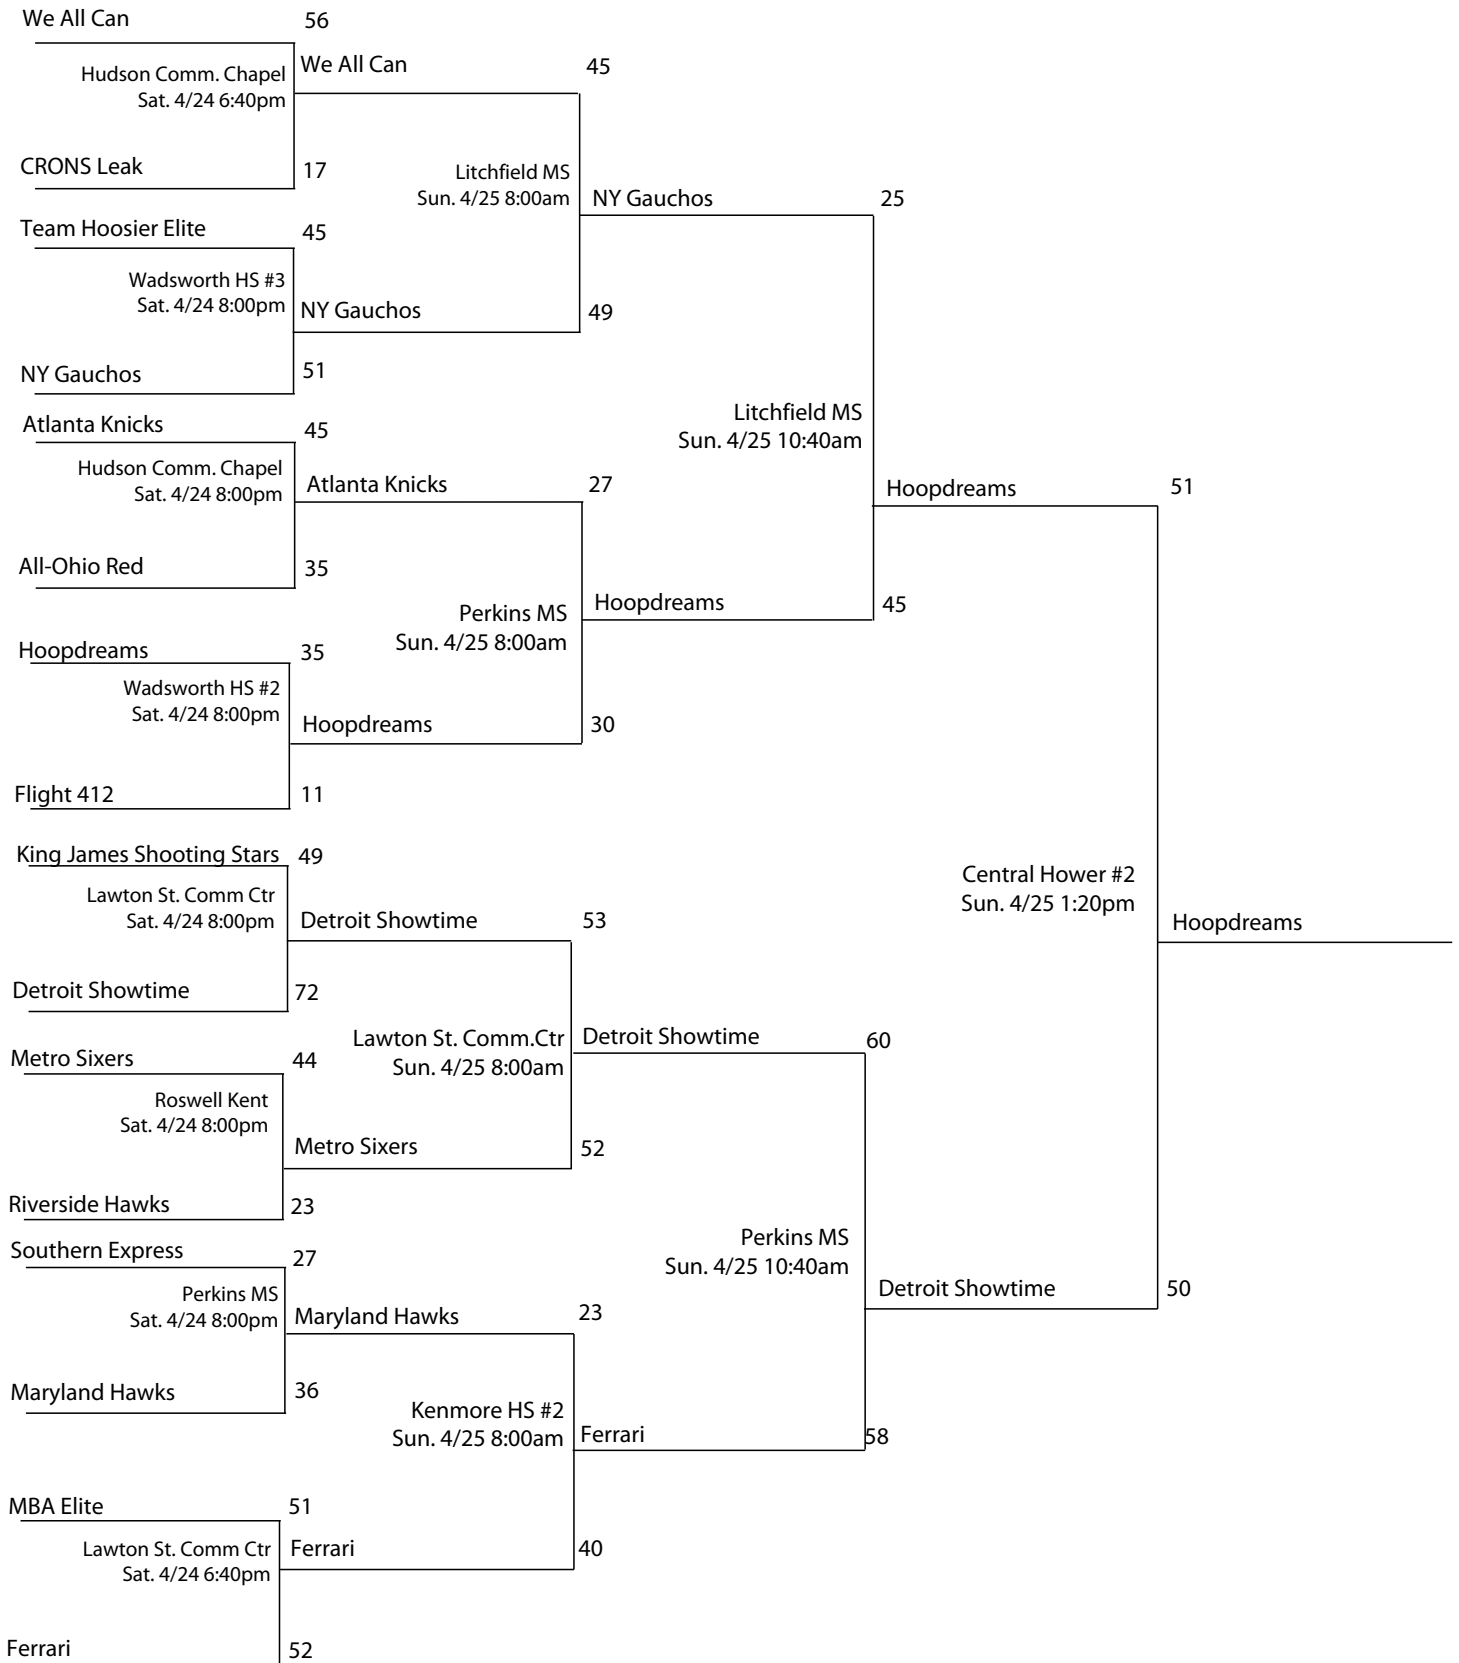 We All Can
56
Hudson Comm. Chapel
Sat. 4/24 6:40pm
We All Can
45
CRONS Leak
17
Litchfield MS
Sun. 4/25 8:00am
NY Gauchos
25
Team Hoosier Elite
45
Wadsworth HS #3
Sat. 4/24 8:00pm
NY Gauchos
49
NY Gauchos
51
Litchfield MS
Sun. 4/25 10:40am
Atlanta Knicks
45
Hudson Comm. Chapel
Sat. 4/24 8:00pm
Atlanta Knicks
27
Hoopdreams
51
All-Ohio Red
35
Perkins MS
Sun. 4/25 8:00am
Hoopdreams
45
Hoopdreams
35
Wadsworth HS #2
Sat. 4/24 8:00pm
Hoopdreams
30
Flight 412
11
King James Shooting Stars
49
Lawton St. Comm Ctr
Sat. 4/24 8:00pm
Detroit Showtime
53
Central Hower #2
Sun. 4/25 1:20pm
Hoopdreams
Detroit Showtime
72
Lawton St. Comm.Ctr
Sun. 4/25 8:00am
Detroit Showtime
60
Metro Sixers
44
Roswell Kent
Sat. 4/24 8:00pm
Metro Sixers
52
Riverside Hawks
23
Perkins MS
Sun. 4/25 10:40am
Southern Express
27
Perkins MS
Sat. 4/24 8:00pm
Maryland Hawks
23
Detroit Showtime
50
Maryland Hawks
36
Kenmore HS #2
Sun. 4/25 8:00am
Ferrari
58
MBA Elite
51
Lawton St. Comm Ctr
Sat. 4/24 6:40pm
Ferrari
40
Ferrari
52